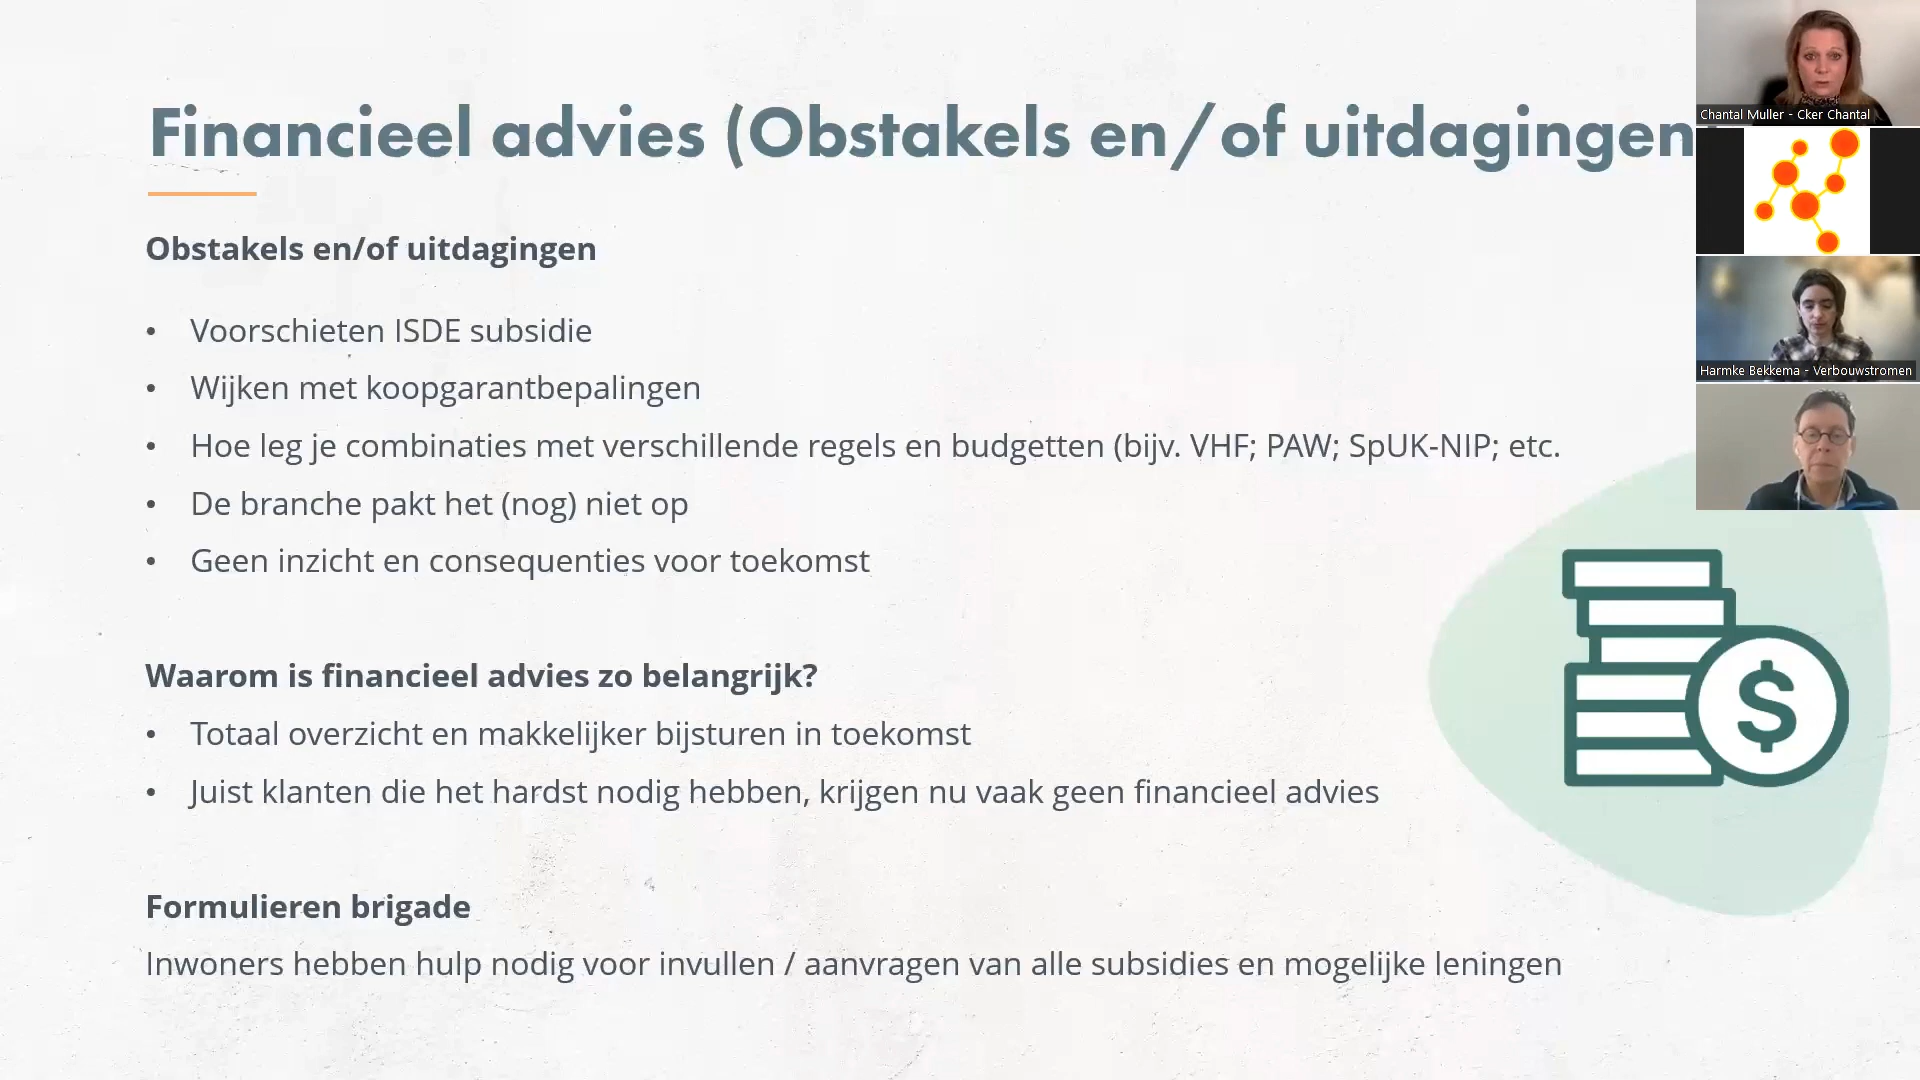 Financieel advies (Obstakels en/of uitdagingen
Obstakels en/of uitdagingen
• Voorschieten ISDE subsidie
• Wijken met koopgarantbepalingen
• Hoe leg je combinaties met verschillende regels en budgetten (bijv. VHF; PAW; SpUK-NIP; etc.
• De branche pakt het (nog) niet op
• Geen inzicht en consequenties voor toekomst
Waarom is financieel advies zo belangrijk?
• Totaal overzicht en makkelijker bijsturen in toekomst
• Juist klanten die het hardst nodig hebben, krijgen nu vaak geen financieel advies
Formulieren brigade
Inwoners hebben hulp nodig voor invullen / aanvragen van alle subsidies en mogelijke leningen
$
Chantal Muller - Cker Chantal
Harmke Bekkema - Verbouwstromen